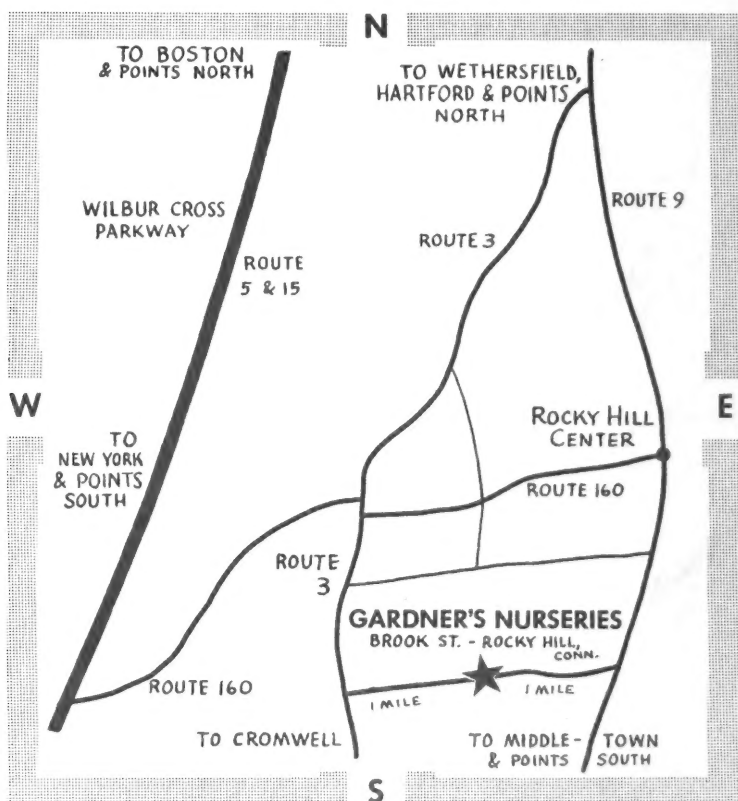 N
TO BOSTON
& POINTS NORTH
TO WETHERSFIELD,
HARTFORD & POINTS
NORTH
ROUTE 9
WILBUR CROSS
PARKWAY
ROUTE 3
ROUTE
5 & 15
W
E
ROCKY HILL
CENTER
TO
NEW YORK
& POINTS
SOUTH
ROUTE 160
ROUTE
3
GARDNER'S NURSERIES
BROOK ST. - ROCKY HILL,
CONN.
ROUTE 160
1 MILE
1 MILE
TO CROMWELL
TO MIDDLE- TOWN
& POINTS SOUTH
S